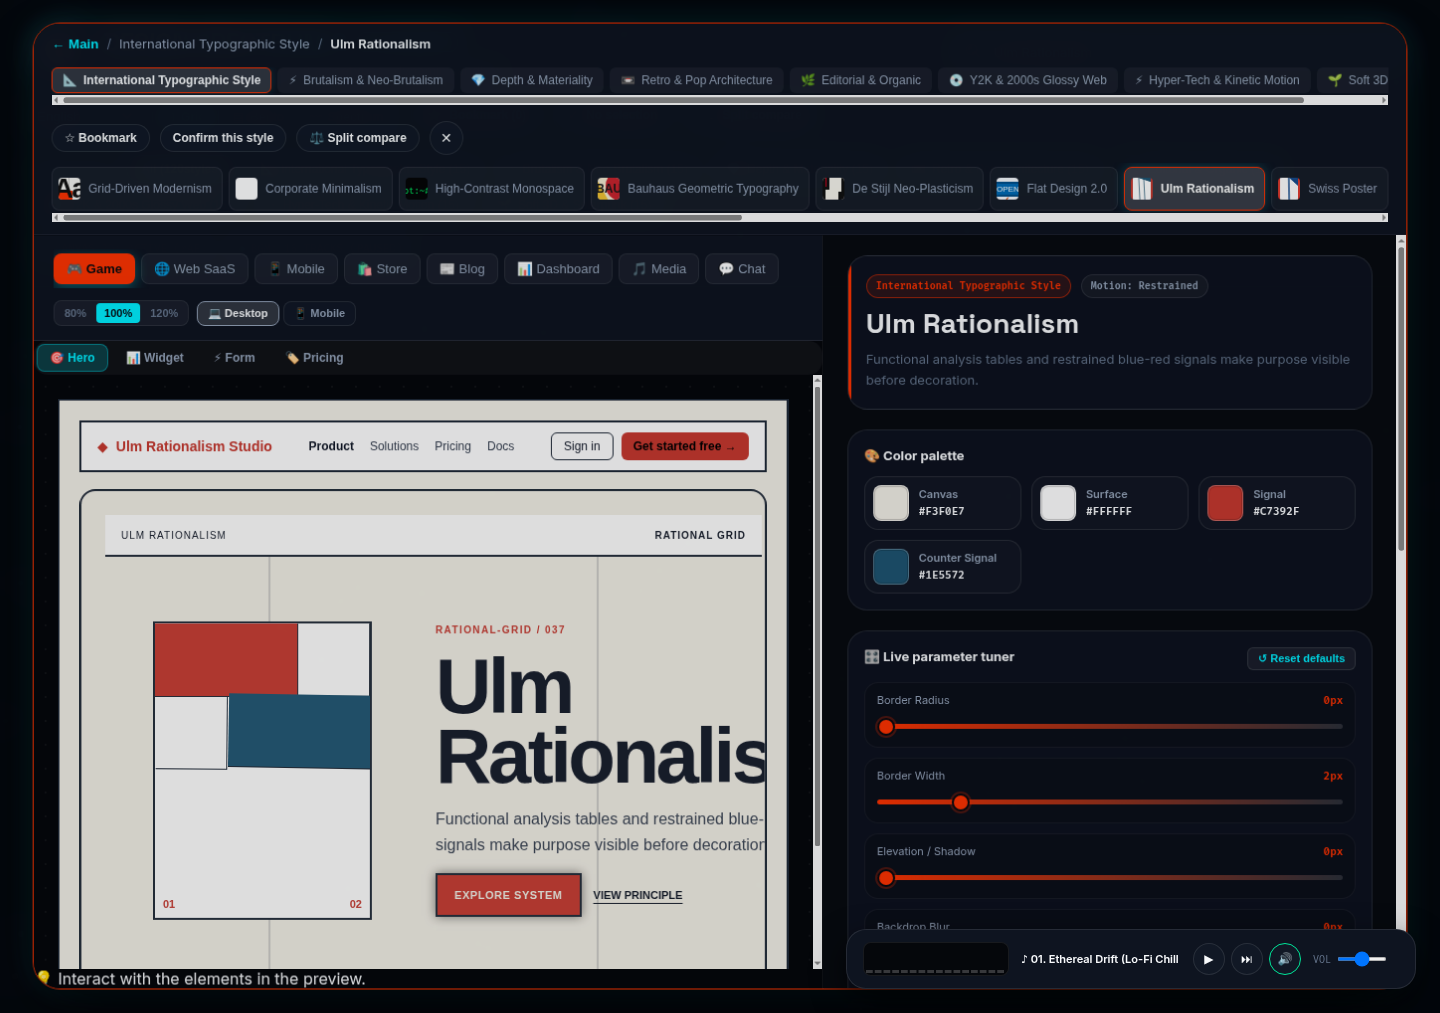 ← Main / International Typographic Style / Ulm Rationalism
International Typographic Style
Brutalism & Neo-Brutalism
Depth & Materiality
Retro & Pop Architecture
Editorial & Organic
Y2K & 2000s Glossy Web
Hyper-Tech & Kinetic Motion
Soft 3D
☆ Bookmark
Confirm this style
Split compare
✕
Aa Grid-Driven Modernism
Corporate Minimalism
High-Contrast Monospace
BAU Bauhaus Geometric Typography
De Stijl Neo-Plasticism
OPEN Flat Design 2.0
Ulm Rationalism
Swiss Poster
Game
Web SaaS
Mobile
Store
Blog
Dashboard
Media
Chat
80% 100% 120%
Desktop
Mobile
Hero
Widget
Form
Pricing
Ulm Rationalism Studio
Product
Solutions
Pricing
Docs
Sign in
Get started free →
ULM RATIONALISM
RATIONAL GRID
01
02
RATIONAL-GRID / 037
Ulm
Rationalis
Functional analysis tables and restrained blue-
signals make purpose visible before decoration
EXPLORE SYSTEM
VIEW PRINCIPLE
💡 Interact with the elements in the preview.
International Typographic Style
Motion: Restrained
Ulm Rationalism
Functional analysis tables and restrained blue-red signals make purpose visible
before decoration.
Color palette
Canvas
#F3F0E7
Surface
#FFFFFF
Signal
#C7392F
Counter Signal
#1E5572
Live parameter tuner
↺ Reset defaults
Border Radius 0px
Border Width 2px
Elevation / Shadow 0px
Backdrop Blur 0px
♪ 01. Ethereal Drift (Lo-Fi Chill
VOL